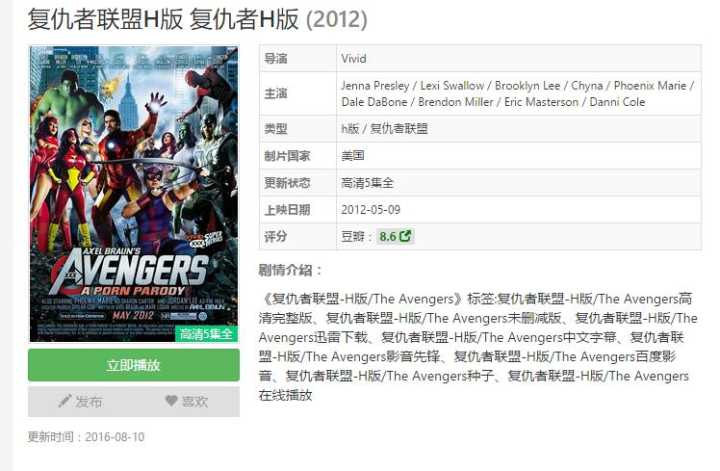 复仇者联盟H版 复仇者H版 (2012)
SUPER
XXX HEROES
AXEL BRAUN'S
AVENGERS
A PORN PARODY
MAY 2012
高清5集全
立即播放
发布 喜欢
更新时间：2016-08-10
导演 Vivid
主演 Jenna Presley / Lexi Swallow / Brooklyn Lee / Chyna / Phoenix Marie /
Dale DaBone / Brendon Miller / Eric Masterson / Danni Cole
类型 h版 / 复仇者联盟
制片国家 美国
更新状态 高清5集全
上映日期 2012-05-09
评分 豆瓣：8.6
剧情介绍：
《复仇者联盟-H版/The Avengers》标签:复仇者联盟-H版/The Avengers高
清完整版、复仇者联盟-H版/The Avengers未删减版、复仇者联盟-H版/The
Avengers迅雷下载、复仇者联盟-H版/The Avengers中文字幕、复仇者联
盟-H版/The Avengers影音先锋、复仇者联盟-H版/The Avengers百度影
音、复仇者联盟-H版/The Avengers种子、复仇者联盟-H版/The Avengers
在线播放